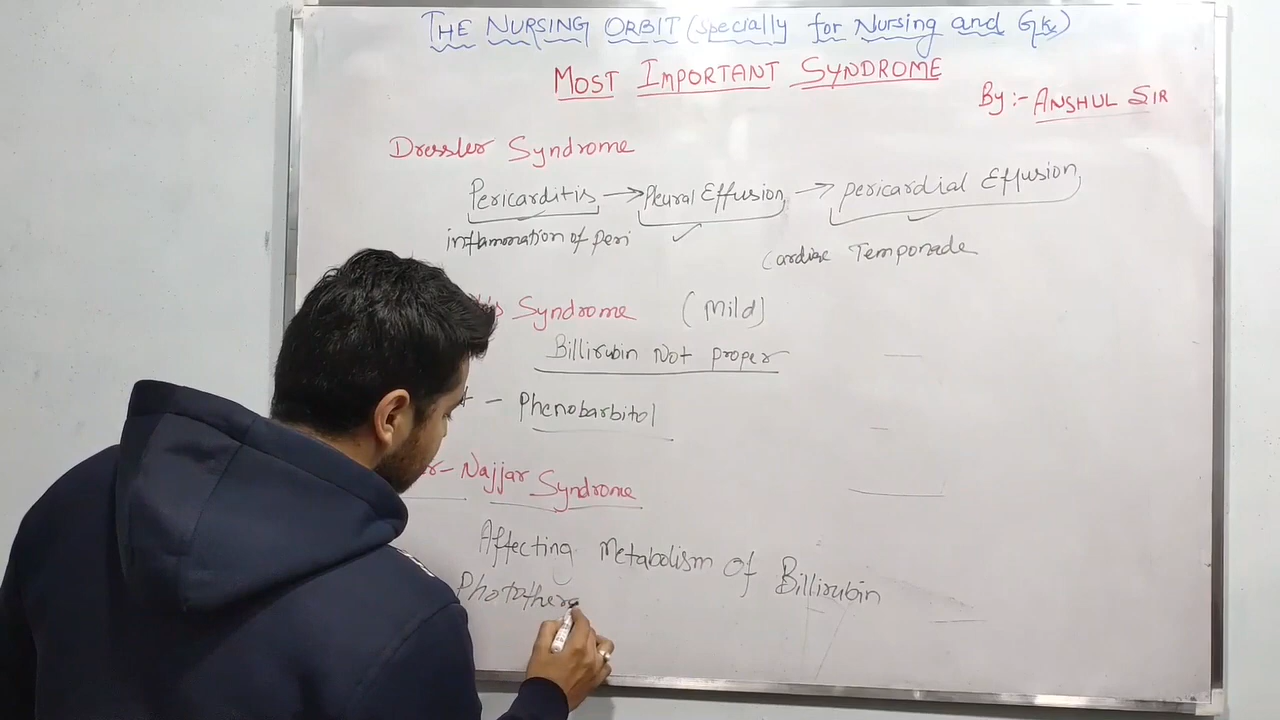 THE NURSING ORBIT (specially for Nursing and GK)
MOST IMPORTANT SYNDROME
By :- ANSHUL SIR
Dressler Syndrome
Pericarditis → Pleural Effusion → pericardial Effusion
inflammation of peri
Cardiac Temponade
Syndrome (Mild)
Billirubin Not proper
- Phenobarbitol
-Najjar Syndrome
Affecting Metabolism Of Billirubin
Photother